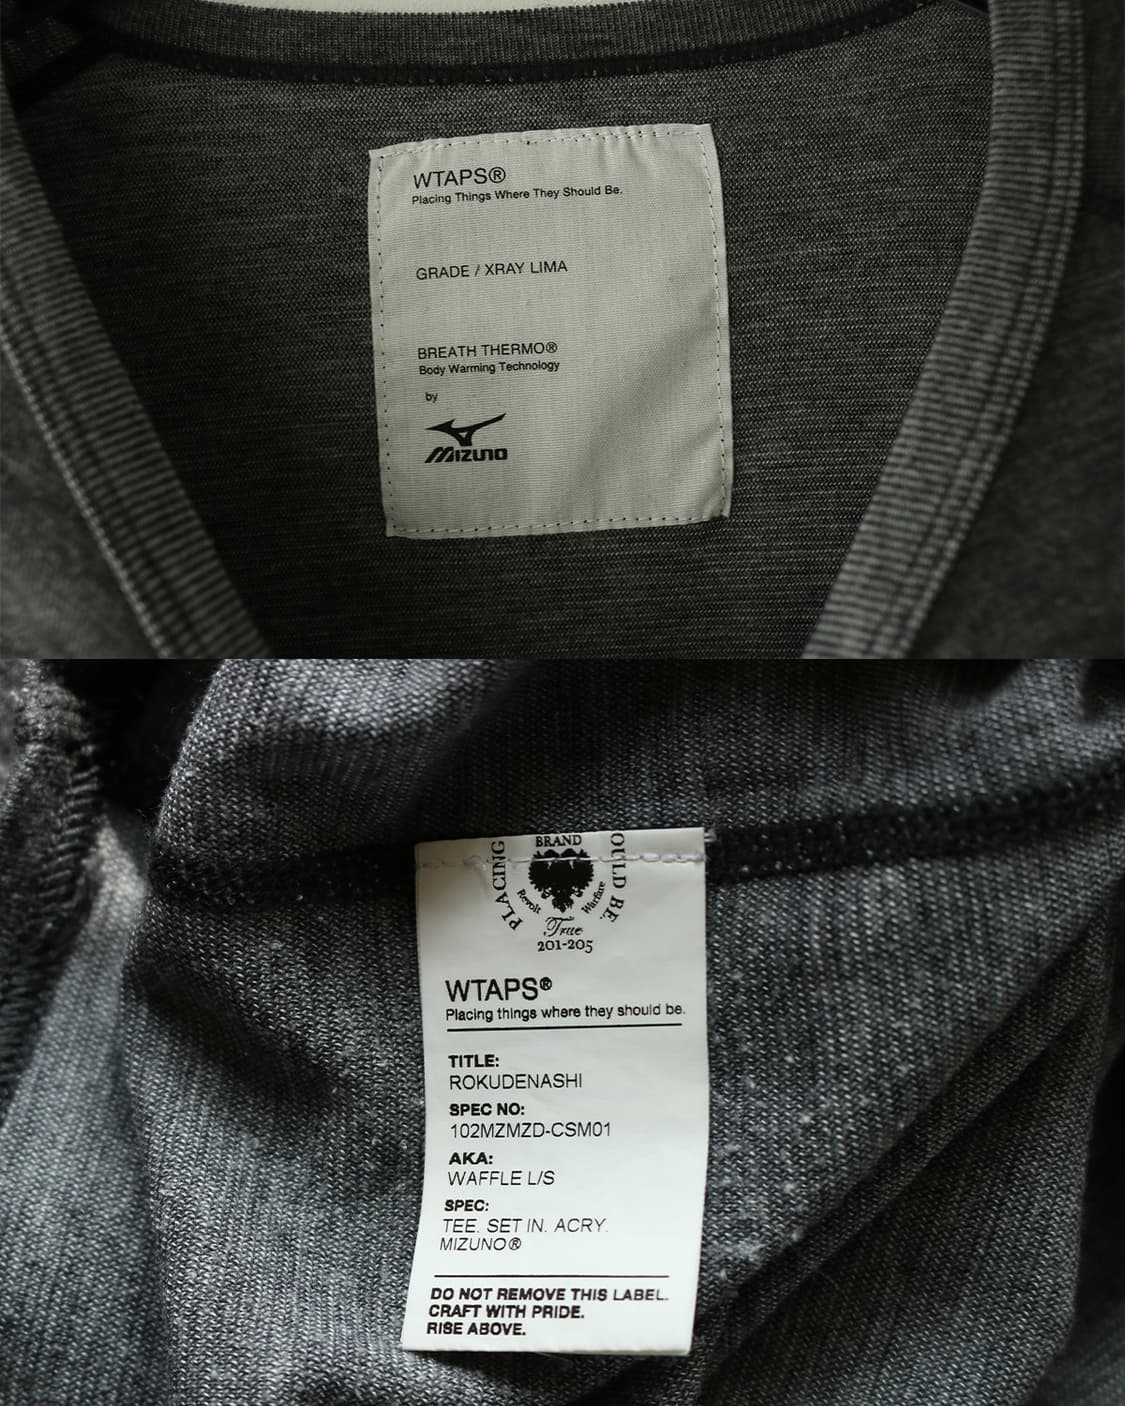 WTAPS®
Placing Things Where They Should Be.
GRADE / XRAY LIMA
BREATH THERMO®
Body Warming Technology
by
MIZUNO
BRAND
PLACING
OULD BE.
Revolt
Warfare
True
201-205
WTAPS®
Placing things where they should be.
TITLE:
ROKUDENASHI
SPEC NO:
102MZMZD-CSM01
AKA:
WAFFLE L/S
SPEC:
TEE. SET IN. ACRY.
MIZUNO®
DO NOT REMOVE THIS LABEL.
CRAFT WITH PRIDE.
RISE ABOVE.